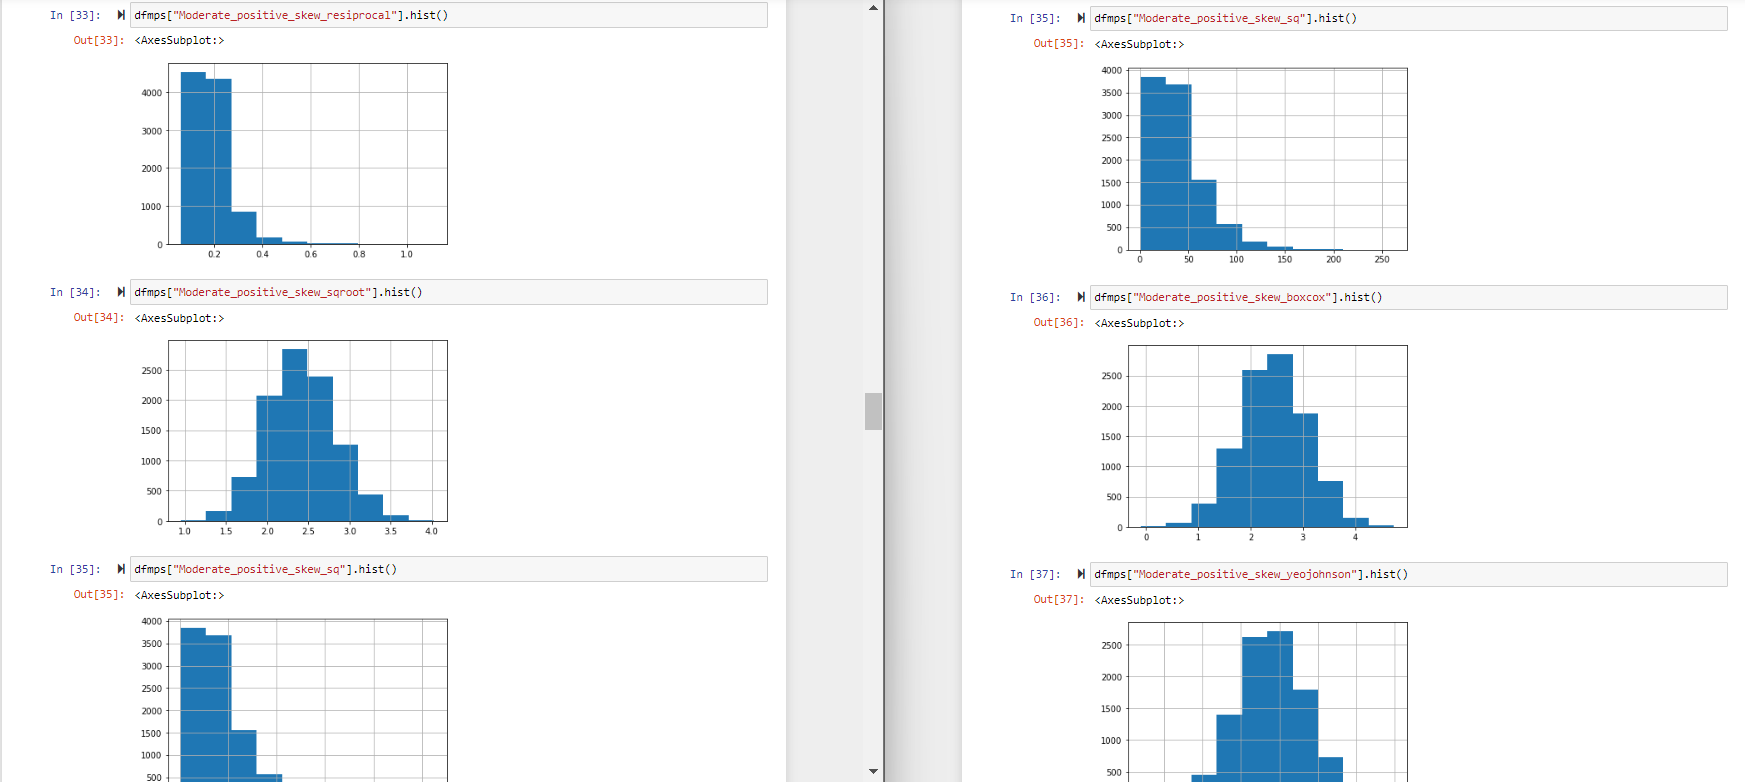 In [33]: dfmps["Moderate_positive_skew_resiprocal"].hist()
Out[33]: <AxesSubplot:>
4000
3000
2000
1000
0
0.2 0.4 0.6 0.8 1.0
In [34]: dfmps["Moderate_positive_skew_sqroot"].hist()
Out[34]: <AxesSubplot:>
2500
2000
1500
1000
500
0
1.0 1.5 2.0 2.5 3.0 3.5 4.0
In [35]: dfmps["Moderate_positive_skew_sq"].hist()
Out[35]: <AxesSubplot:>
4000
3500
3000
2500
2000
1500
1000
500
In [35]: dfmps["Moderate_positive_skew_sq"].hist()
Out[35]: <AxesSubplot:>
4000
3500
3000
2500
2000
1500
1000
500
0
0 50 100 150 200 250
In [36]: dfmps["Moderate_positive_skew_boxcox"].hist()
Out[36]: <AxesSubplot:>
2500
2000
1500
1000
500
0
0 1 2 3 4
In [37]: dfmps["Moderate_positive_skew_yeojohnson"].hist()
Out[37]: <AxesSubplot:>
2500
2000
1500
1000
500